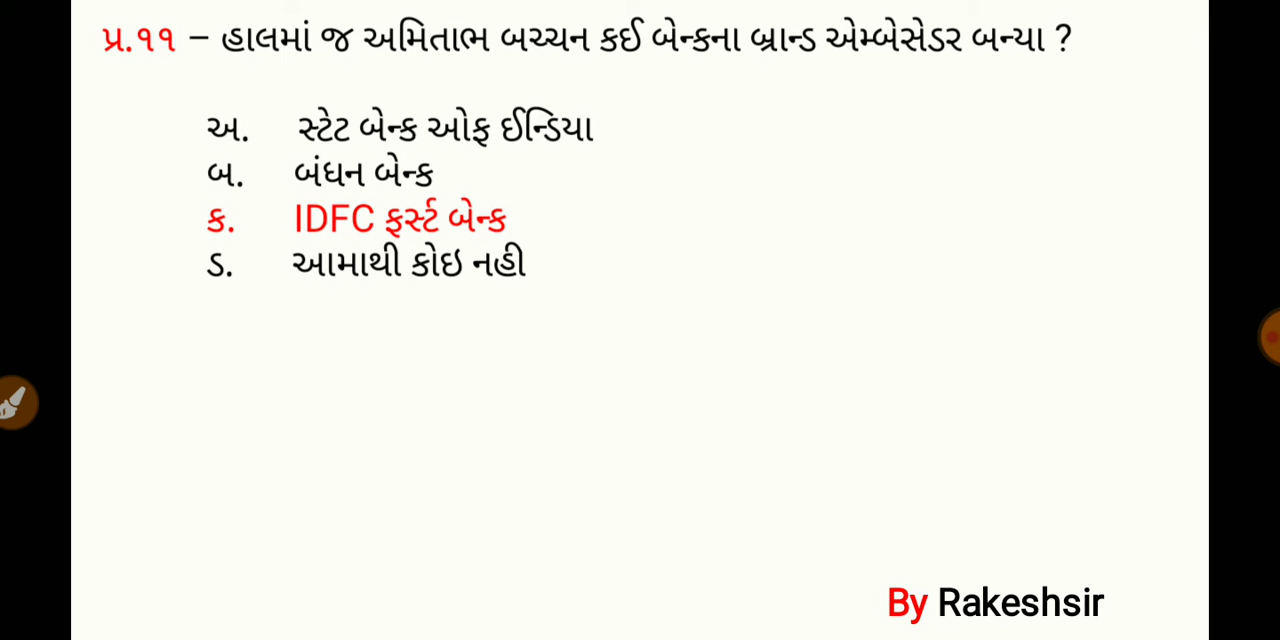 પ્ર.૧૧ – હાલમાં જ અમિતાભ બચ્ચન કઈ બેન્કના બ્રાન્ડ એમ્બેસેડર બન્યા ?
અ. સ્ટેટ બેન્ક ઓફ ઈન્ડિયા
બ. બંધન બેન્ક
ક. IDFC ફર્સ્ટ બેન્ક
ડ. આમાથી કોઇ નહી
By Rakeshsir